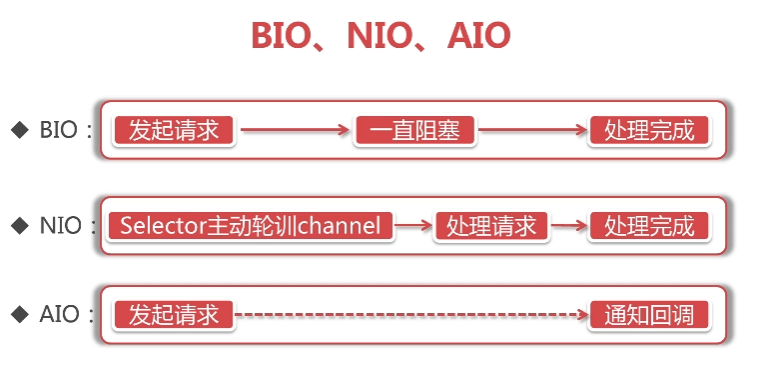 BIO、NIO、AIO
◆ BIO： 发起请求 一直阻塞 处理完成
◆ NIO： Selector主动轮训channel 处理请求 处理完成
◆ AIO： 发起请求 通知回调